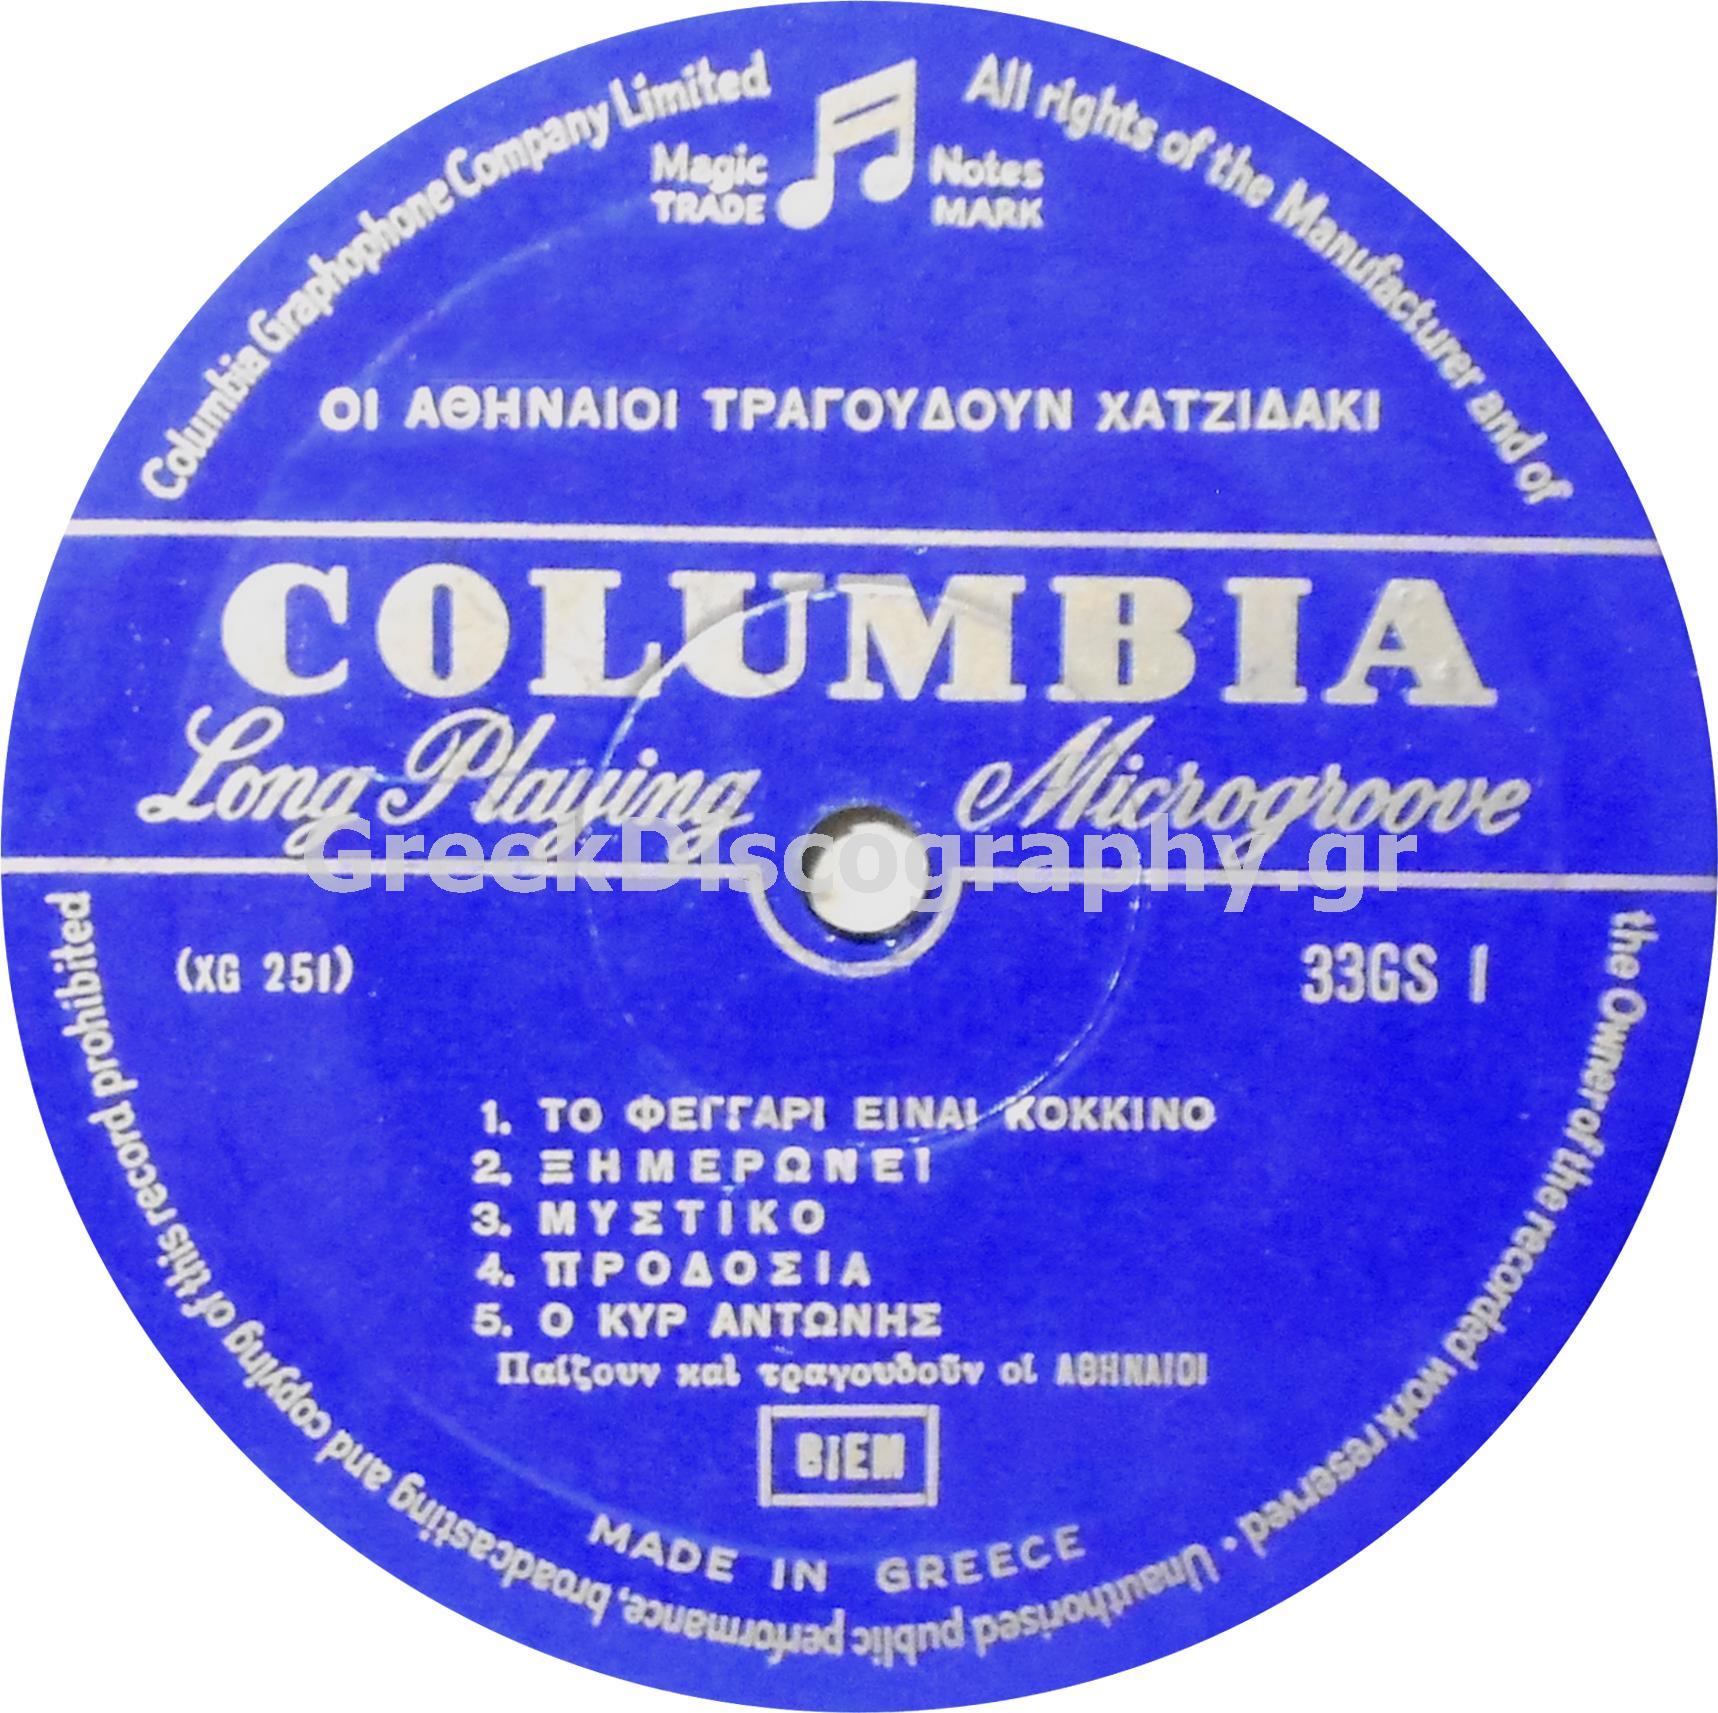 Columbia Graphophone Company Limited
All rights of the Manufacturer and of
the Owner of the recorded work reserved • Unauthorised public performance, broadcasting and copying of this record prohibited
Magic Notes
TRADE MARK
ΟΙ ΑΘΗΝΑΙΟΙ ΤΡΑΓΟΥΔΟΥΝ ΧΑΤΖΙΔΑΚΙ
COLUMBIA
Long Playing Microgroove
GreekDiscography.gr
(XG 251)
33GS 1
1. ΤΟ ΦΕΓΓΑΡΙ ΕΙΝΑΙ ΚΟΚΚΙΝΟ
2. ΞΗΜΕΡΩΝΕΙ
3. ΜΥΣΤΙΚΟ
4. ΠΡΟΔΟΣΙΑ
5. Ο ΚΥΡ ΑΝΤΩΝΗΣ
Παίζουν καὶ τραγουδοῦν οἱ ΑΘΗΝΑΙΟΙ
BIEM
MADE IN GREECE